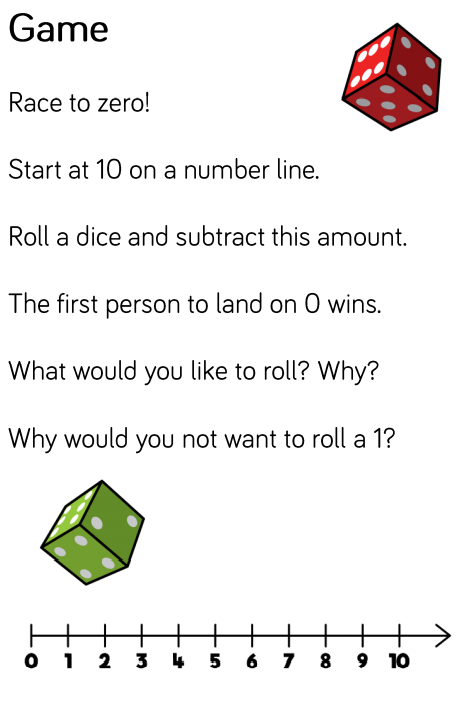 Game
Race to zero!
Start at 10 on a number line.
Roll a dice and subtract this amount.
The first person to land on 0 wins.
What would you like to roll? Why?
Why would you not want to roll a 1?
0 1 2 3 4 5 6 7 8 9 10